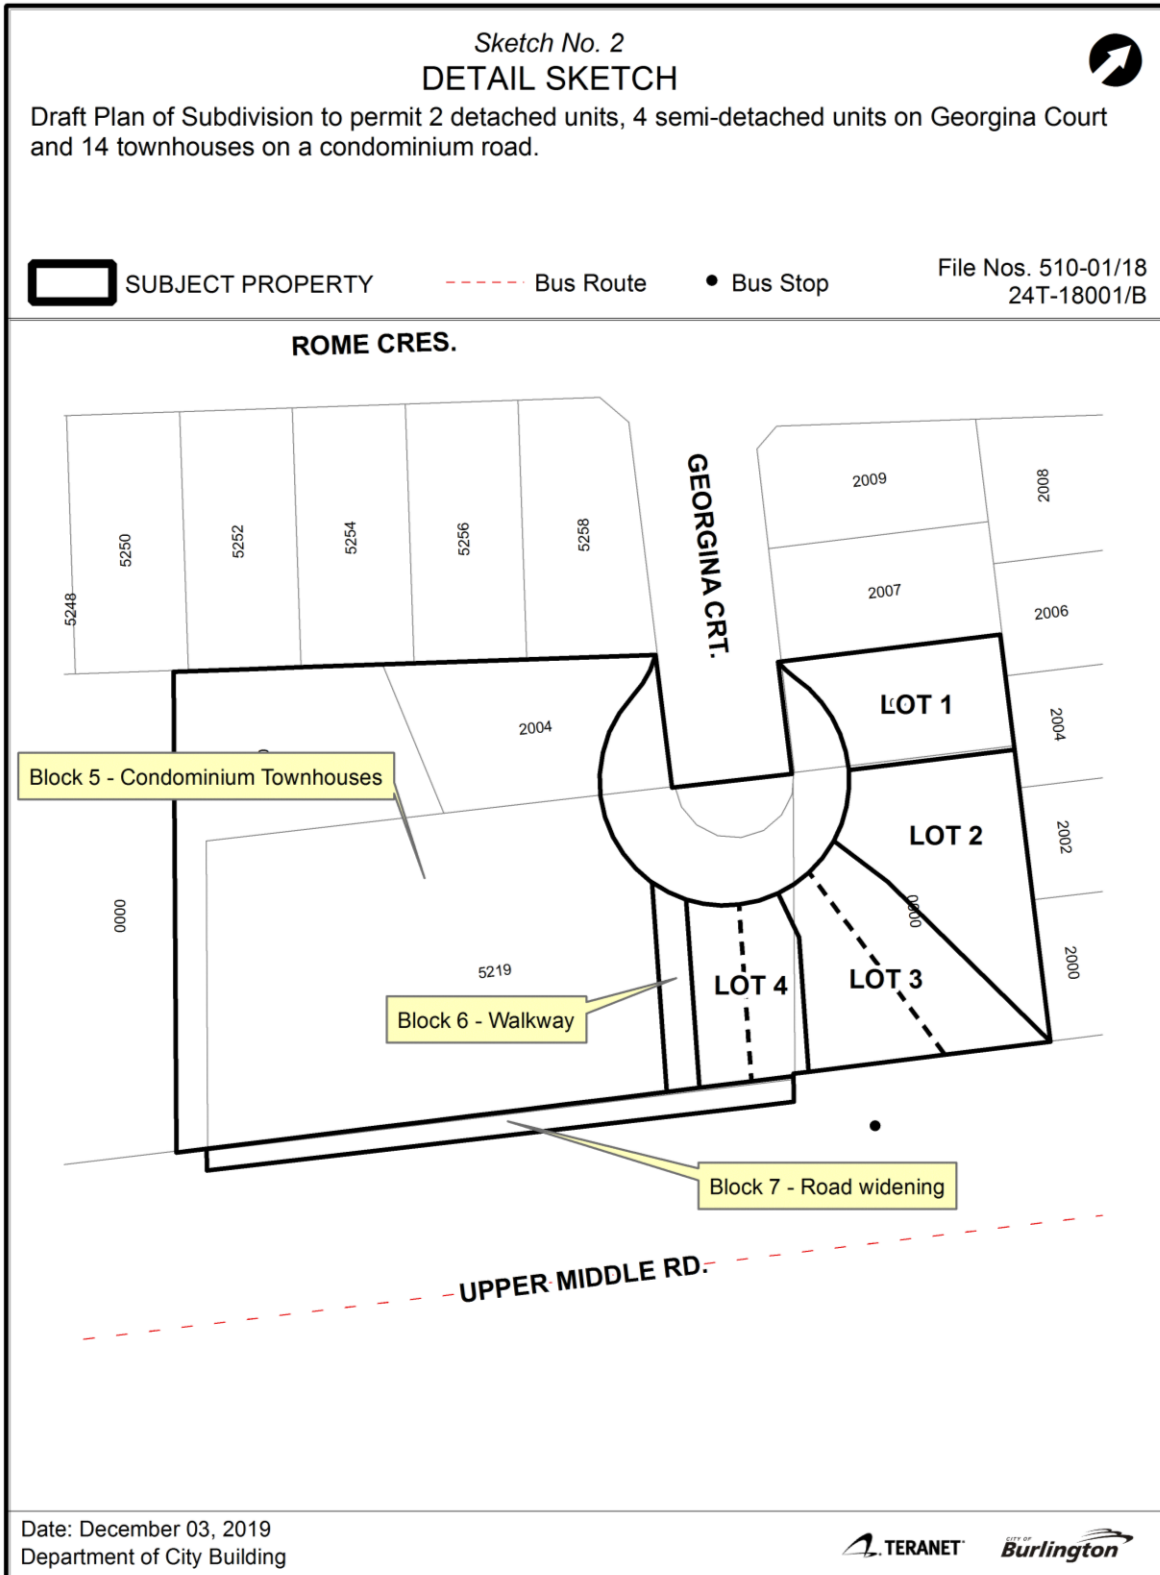 Sketch No. 2
DETAIL SKETCH
Draft Plan of Subdivision to permit 2 detached units, 4 semi-detached units on Georgina Court
and 14 townhouses on a condominium road.
SUBJECT PROPERTY
Bus Route
Bus Stop
File Nos. 510-01/18
24T-18001/B
ROME CRES.
GEORGINA CRT.
5248
5250
5252
5254
5256
5258
2009
2007
2008
2006
2004
2002
2000
LOT 1
2004
Block 5 - Condominium Townhouses
LOT 2
0000
0000
5219
LOT 4
LOT 3
Block 6 - Walkway
Block 7 - Road widening
UPPER MIDDLE RD.
Date: December 03, 2019
Department of City Building
TERANET
CITY OF
Burlington